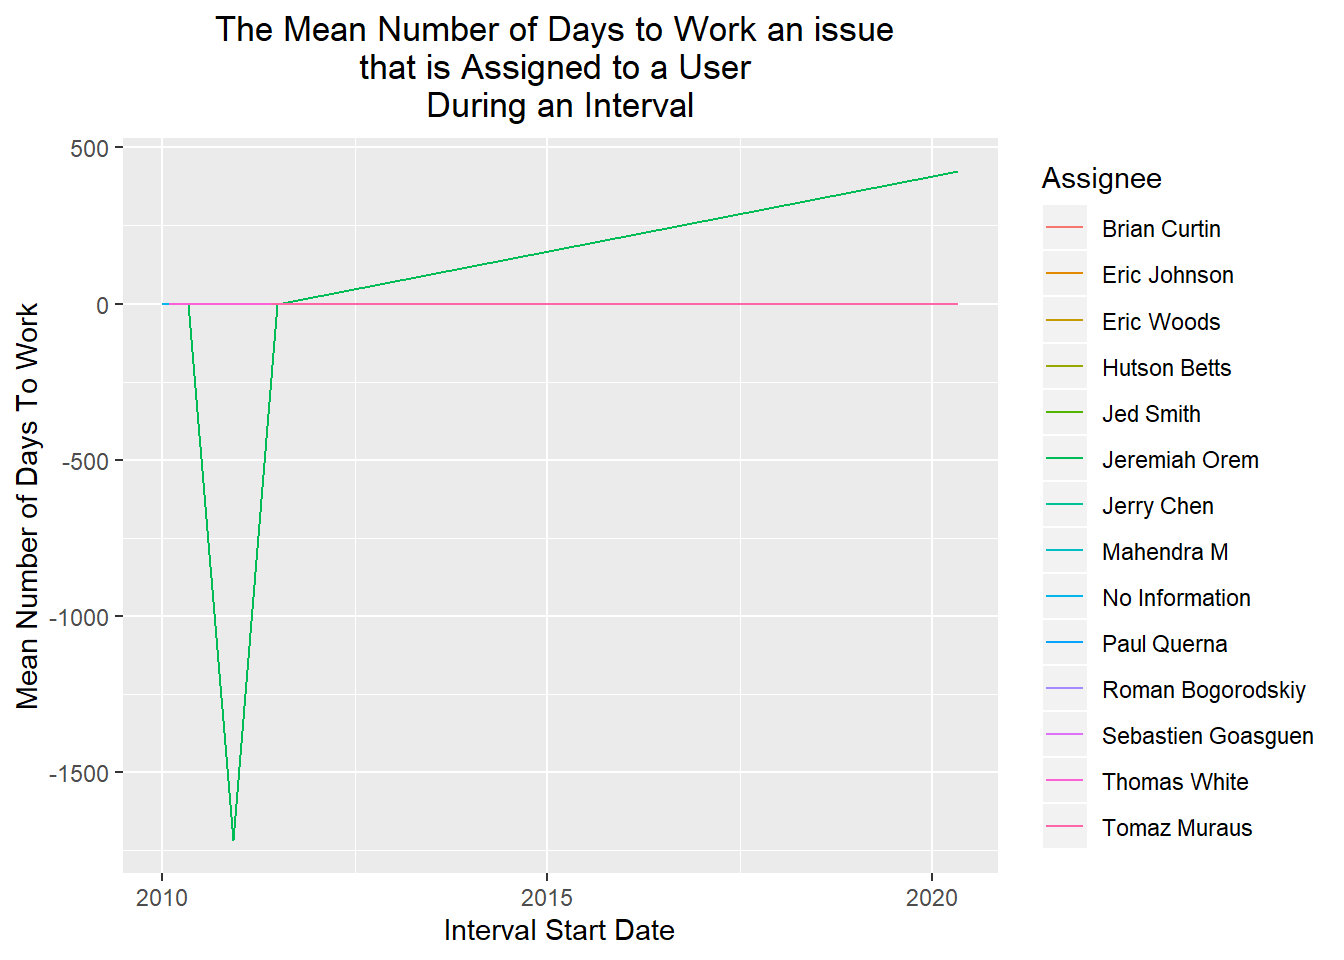 The Mean Number of Days to Work an issue
that is Assigned to a User
During an Interval
Mean Number of Days To Work
500
0
-500
-1000
-1500
2010
2015
2020
Interval Start Date
Assignee
Brian Curtin
Eric Johnson
Eric Woods
Hutson Betts
Jed Smith
Jeremiah Orem
Jerry Chen
Mahendra M
No Information
Paul Querna
Roman Bogorodskiy
Sebastien Goasguen
Thomas White
Tomaz Muraus